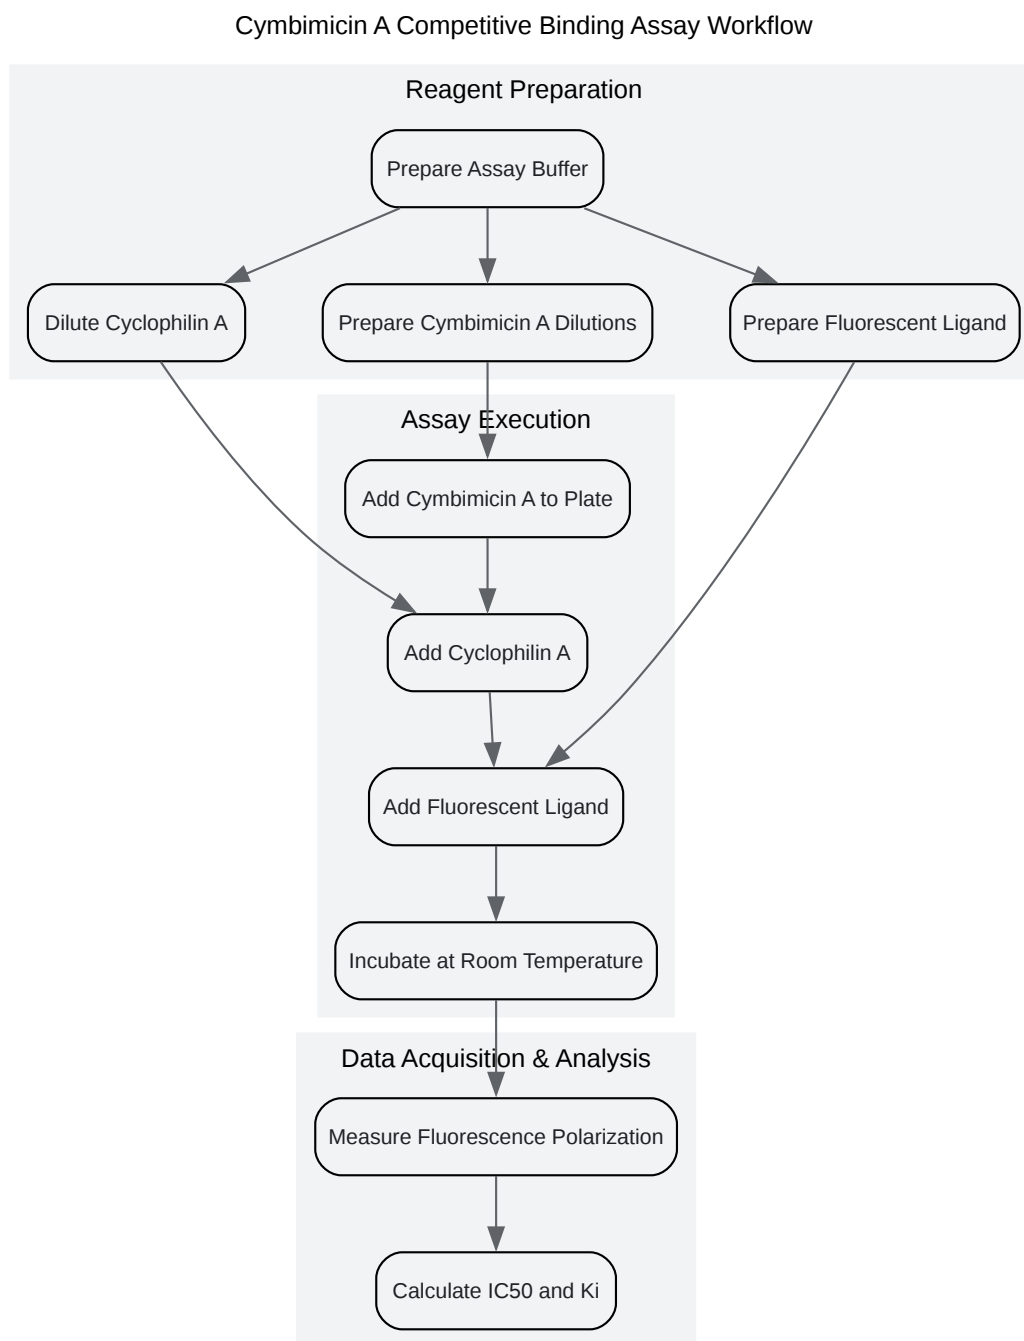 Cymbimicin A Competitive Binding Assay Workflow
Reagent Preparation
Prepare Assay Buffer
Dilute Cyclophilin A
Prepare Cymbimicin A Dilutions
Prepare Fluorescent Ligand
Assay Execution
Add Cymbimicin A to Plate
Add Cyclophilin A
Add Fluorescent Ligand
Incubate at Room Temperature
Data Acquisition & Analysis
Measure Fluorescence Polarization
Calculate IC50 and Ki